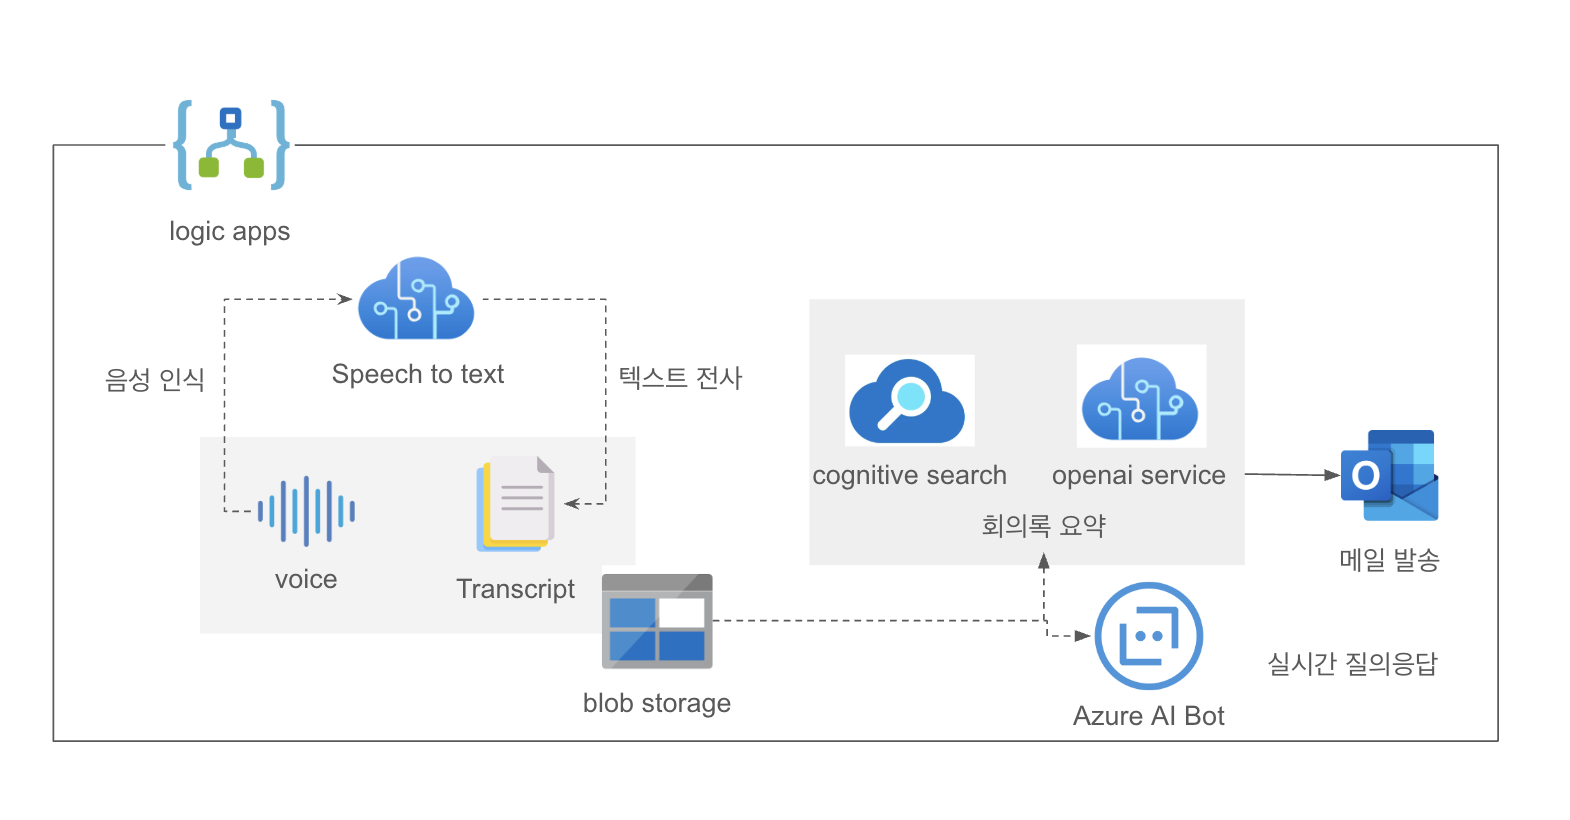 logic apps
Speech to text
음성 인식
텍스트 전사
voice
Transcript
blob storage
cognitive search
openai service
회의록 요약
O
메일 발송
Azure AI Bot
실시간 질의응답